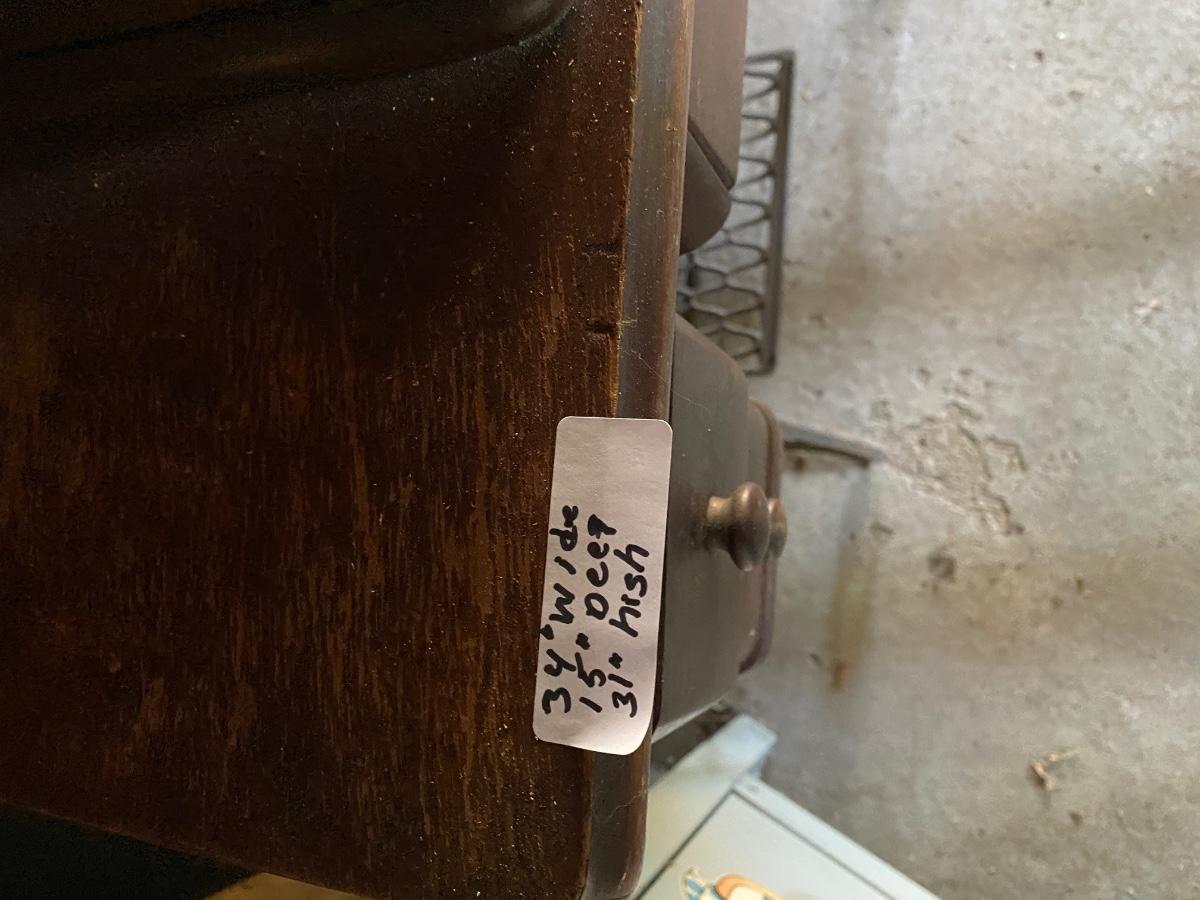 34" Wide
15" Deep
31" high